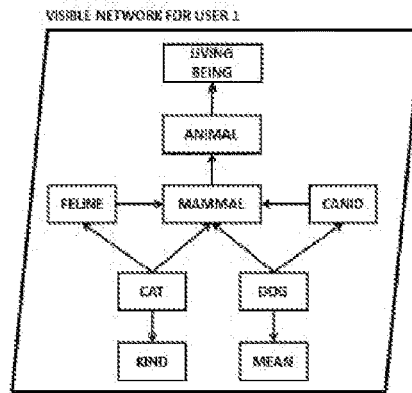 VISIBLE NETWORK FOR USER 1
LIVING
BEING
ANIMAL
FELINE MAMMAL CANID
CAT DOG
KIND MEAN